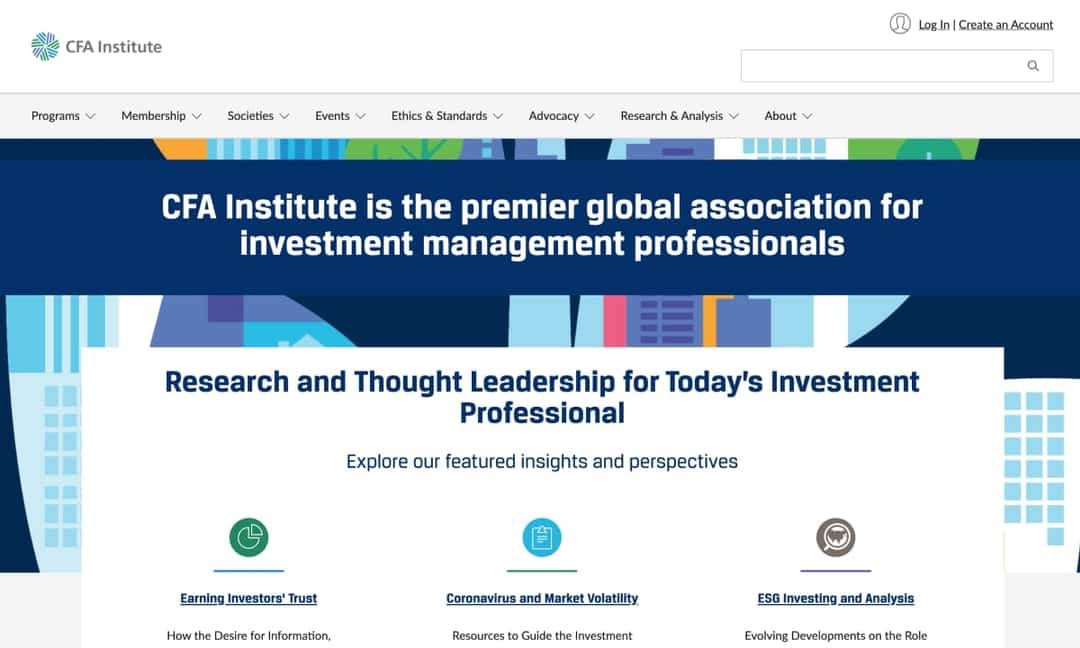 Log In | Create an Account
CFA Institute
Programs Membership Societies Events Ethics & Standards Advocacy Research & Analysis About
CFA Institute is the premier global association for
investment management professionals
Research and Thought Leadership for Today's Investment
Professional
Explore our featured insights and perspectives
Earning Investors' Trust Coronavirus and Market Volatility ESG Investing and Analysis
How the Desire for Information, Resources to Guide the Investment Evolving Developments on the Role